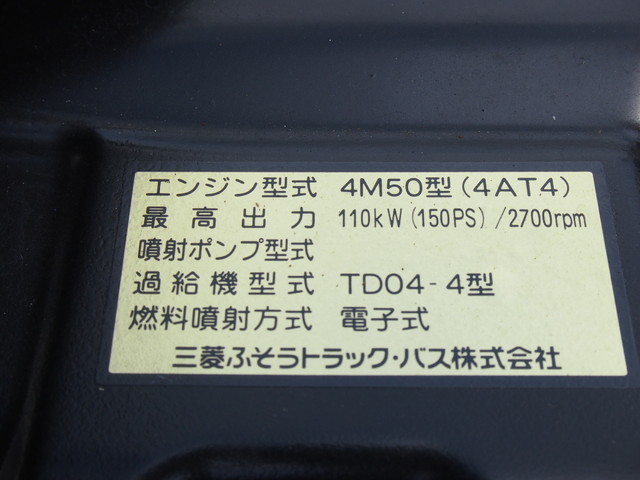 エンジン型式 4M50型(4AT4)
最高出力 110kW(150PS)/2700rpm
噴射ポンプ型式
過給機型式 TD04-4型
燃料噴射方式 電子式
三菱ふそうトラック・バス株式会社